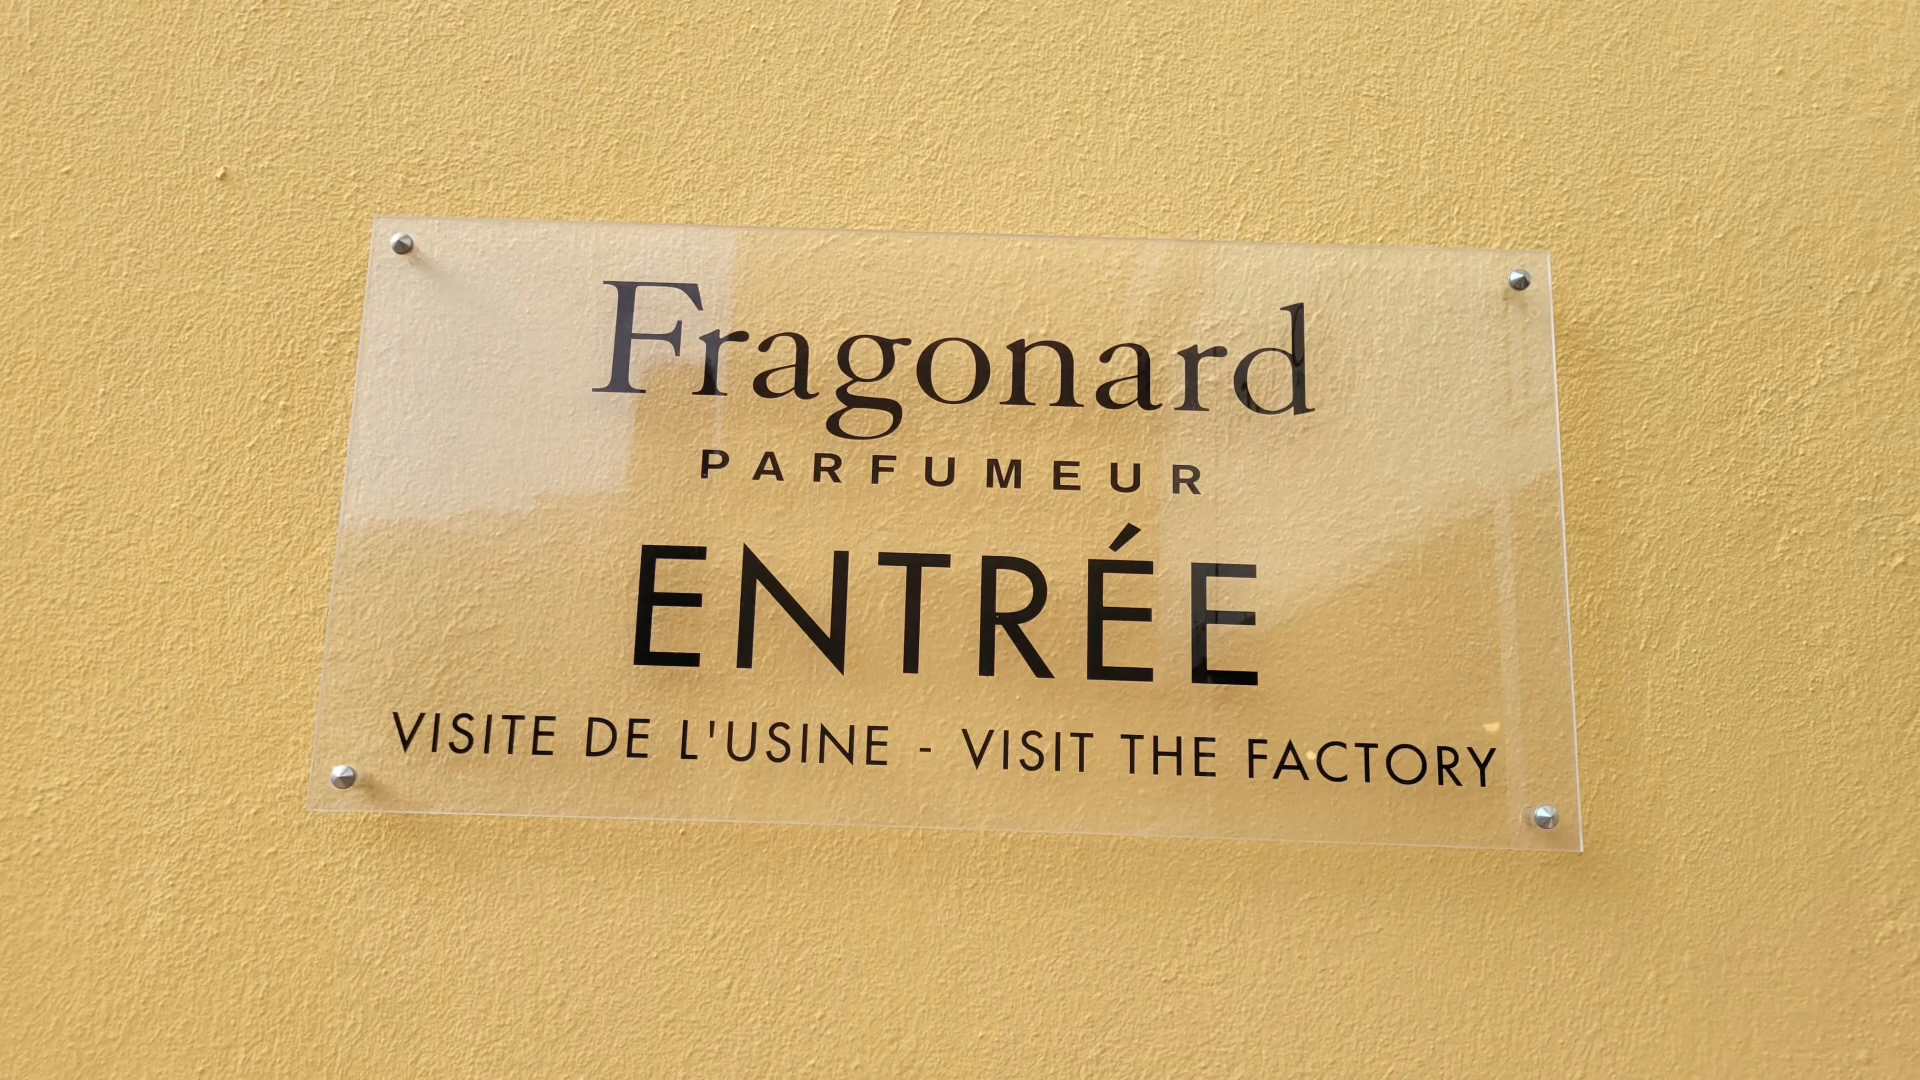 Fragonard
PARFUMEUR
ENTRÉE
VISITE DE L'USINE - VISIT THE FACTORY